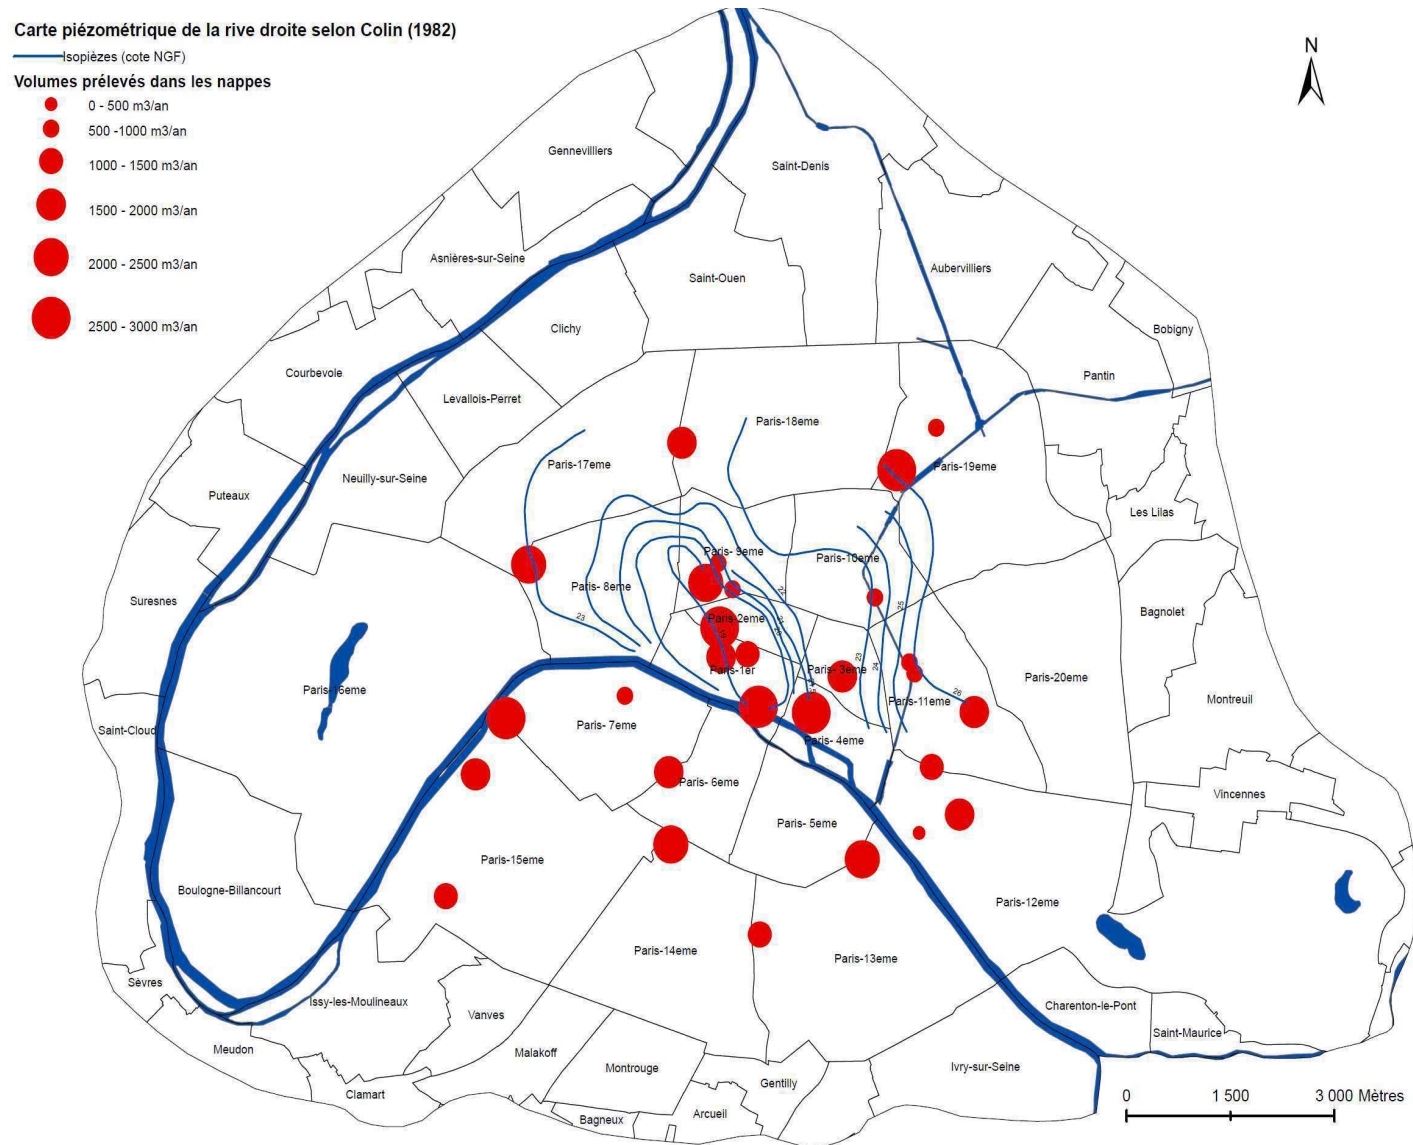 Carte piézométrique de la rive droite selon Colin (1982)
Isopièzes (cote NGF)
Volumes prélevés dans les nappes
0 - 500 m3/an
500 -1000 m3/an
1000 - 1500 m3/an
1500 - 2000 m3/an
2000 - 2500 m3/an
2500 - 3000 m3/an
N
Gennevilliers
Saint-Denis
Asnières-sur-Seine
Saint-Ouen
Aubervilliers
Clichy
Bobigny
Courbevoie
Pantin
Levallois-Perret
Paris-18eme
Paris-17eme
Paris-19eme
Neuilly-sur-Seine
Puteaux
Les Lilas
Paris- 9eme
Paris-10eme
Paris- 8eme
Suresnes
Bagnolet
22
25
23
Paris-2eme
21
20
23
24
Paris-1er
Paris- 3eme
Paris-20eme
Paris-16eme
26
Montreuil
Paris-11eme
Saint-Cloud
Paris- 7eme
Paris- 4eme
Paris- 6eme
Vincennes
Paris- 5eme
Paris-15eme
Boulogne-Billancourt
Paris-12eme
Paris-14eme
Paris-13eme
Sèvres
Issy-les-Moulineaux
Charenton-le-Pont
Vanves
Saint-Maurice
Meudon
Malakoff
Montrouge
Ivry-sur-Seine
Gentilly
Clamart
Arcueil
Bagneux
0 1 500 3 000 Mètres